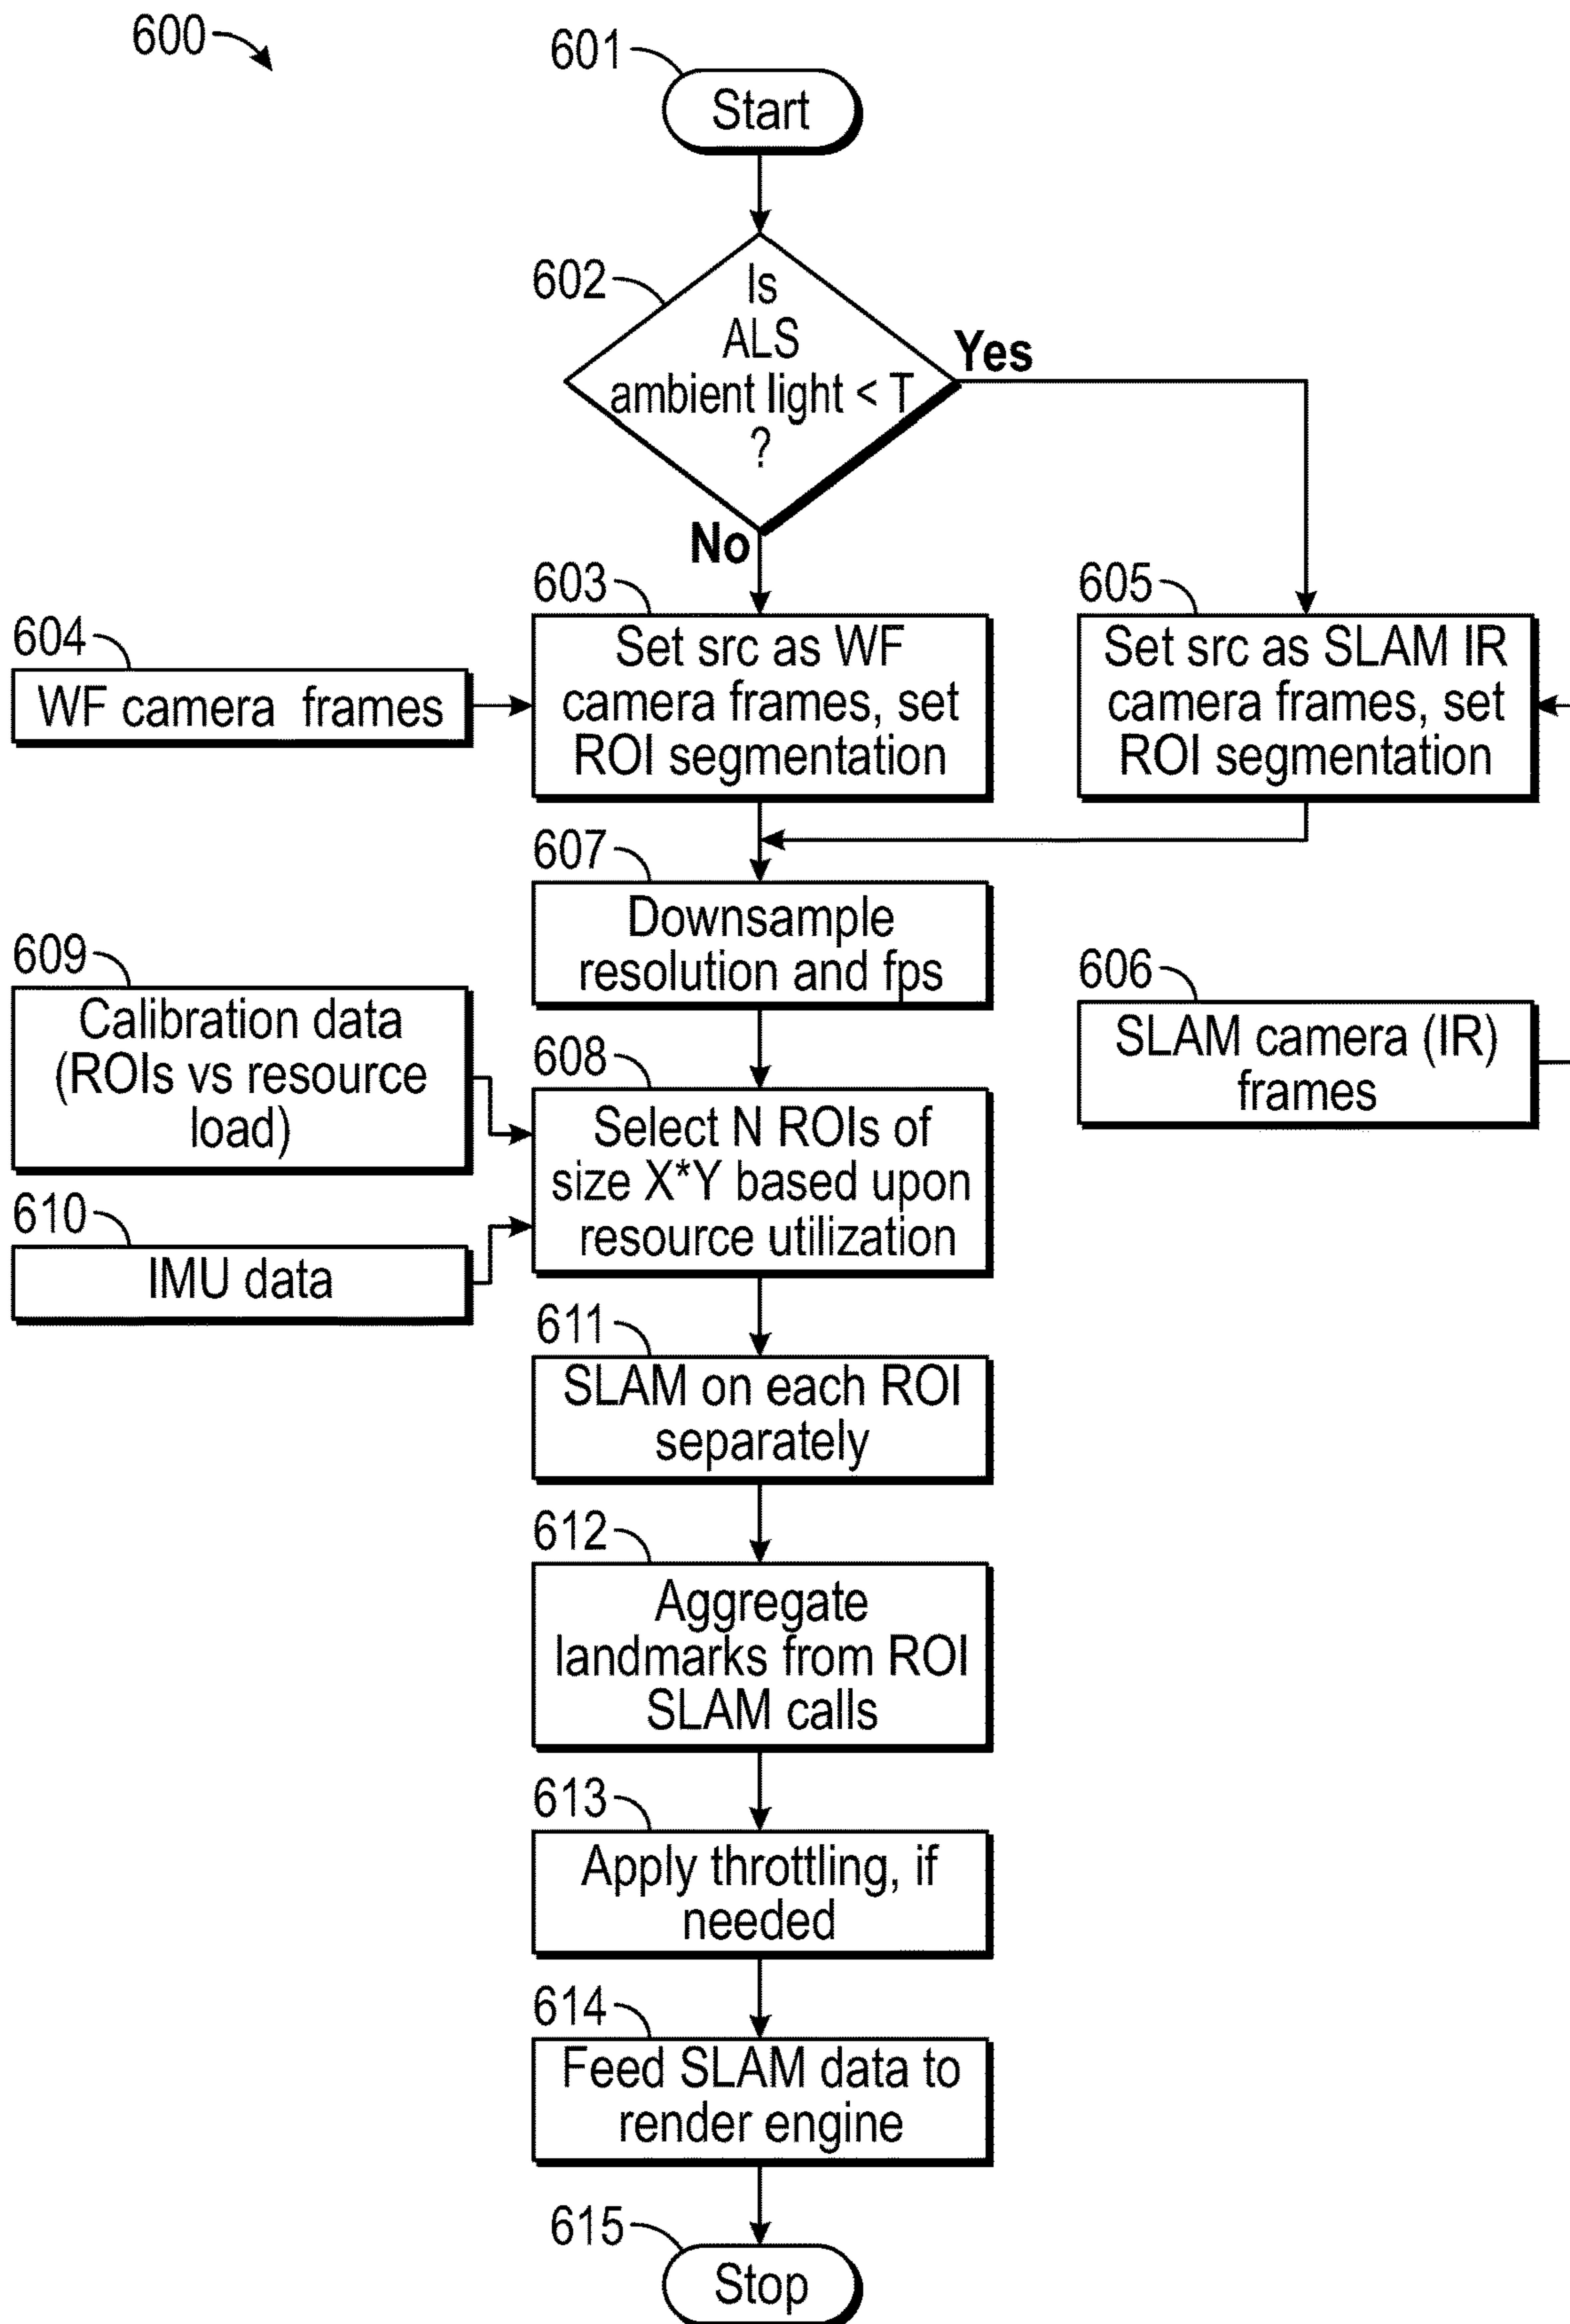 600
601
Start
602
Is
ALS
ambient light < T
?
Yes
No
603
Set src as WF
camera frames, set
ROI segmentation
604
WF camera frames
605
Set src as SLAM IR
camera frames, set
ROI segmentation
607
Downsample
resolution and fps
606
SLAM camera (IR)
frames
609
Calibration data
(ROIs vs resource
load)
608
Select N ROIs of
size X*Y based upon
resource utilization
610
IMU data
611
SLAM on each ROI
separately
612
Aggregate
landmarks from ROI
SLAM calls
613
Apply throttling, if
needed
614
Feed SLAM data to
render engine
615
Stop